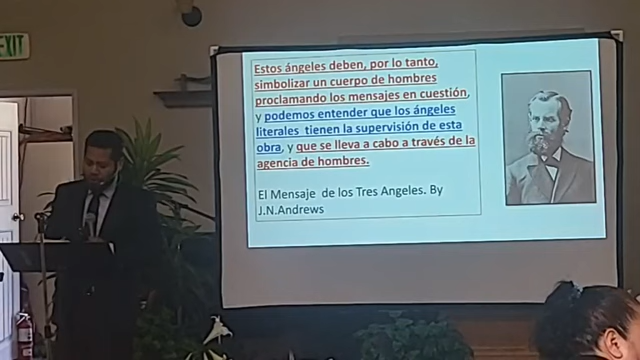 EXIT
Estos ángeles deben, por lo tanto,
simbolizar un cuerpo de hombres
proclamando los mensajes en cuestión,
y podemos entender que los ángeles
literales tienen la supervisión de esta
obra, y que se lleva a cabo a través de la
agencia de hombres.
El Mensaje de los Tres Angeles. By
J.N.Andrews